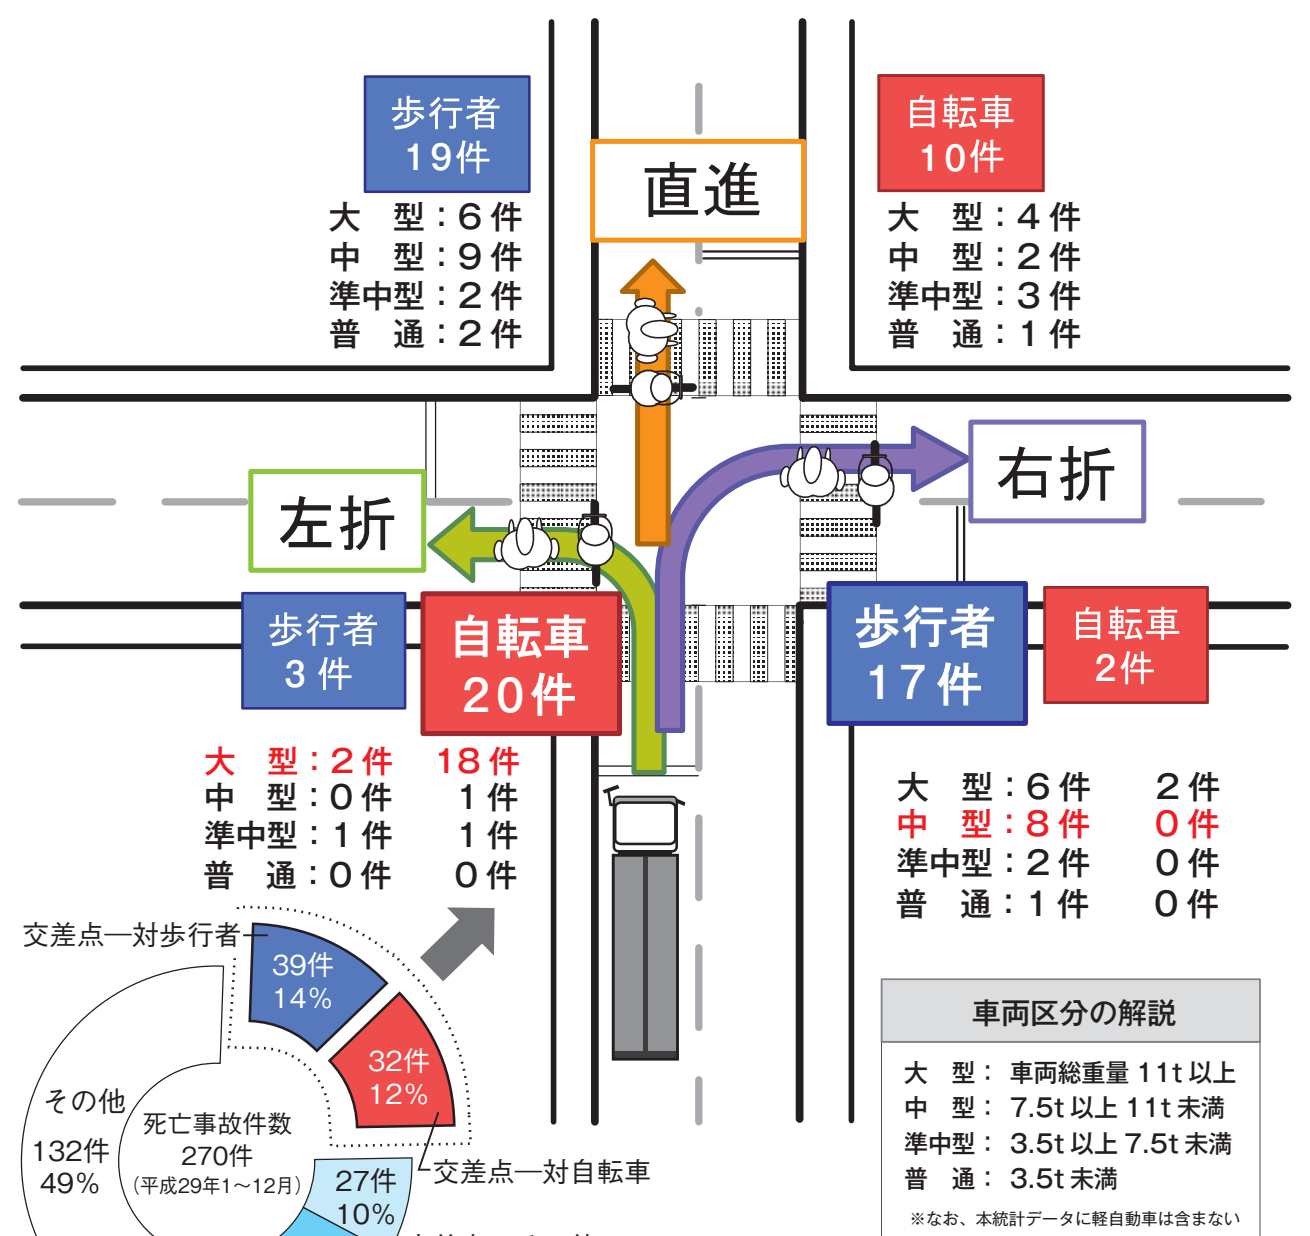 歩行者
19件
大型：6件
中型：9件
準中型：2件
普通：2件
直進
自転車
10件
大型：4件
中型：2件
準中型：3件
普通：1件
左折
右折
歩行者
3件
自転車
20件
大型：2件 18件
中型：0件 1件
準中型：1件 1件
普通：0件 0件
歩行者
17件
自転車
2件
大型：6件 2件
中型：8件 0件
準中型：2件 0件
普通：1件 0件
交差点―対歩行者
39件
14%
32件
12%
交差点―対自転車
その他
132件
49%
死亡事故件数
270件
（平成29年1～12月）
27件
10%
車両区分の解説
大型： 車両総重量 11t 以上
中型： 7.5t 以上 11t 未満
準中型： 3.5t 以上 7.5t 未満
普通： 3.5t 未満
※なお、本統計データに軽自動車は含まない